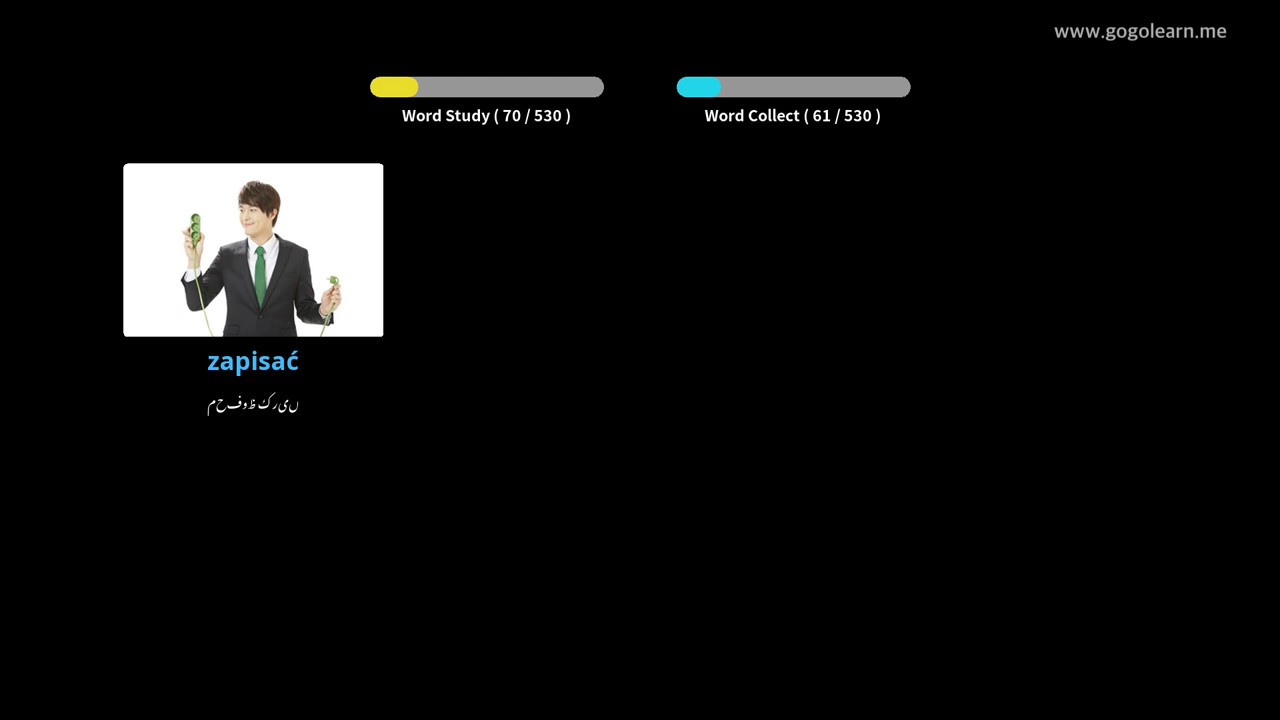 www.gogolearn.me
Word Study ( 70 / 530 )
Word Collect ( 61 / 530 )
zapisać
محفوظ کریں